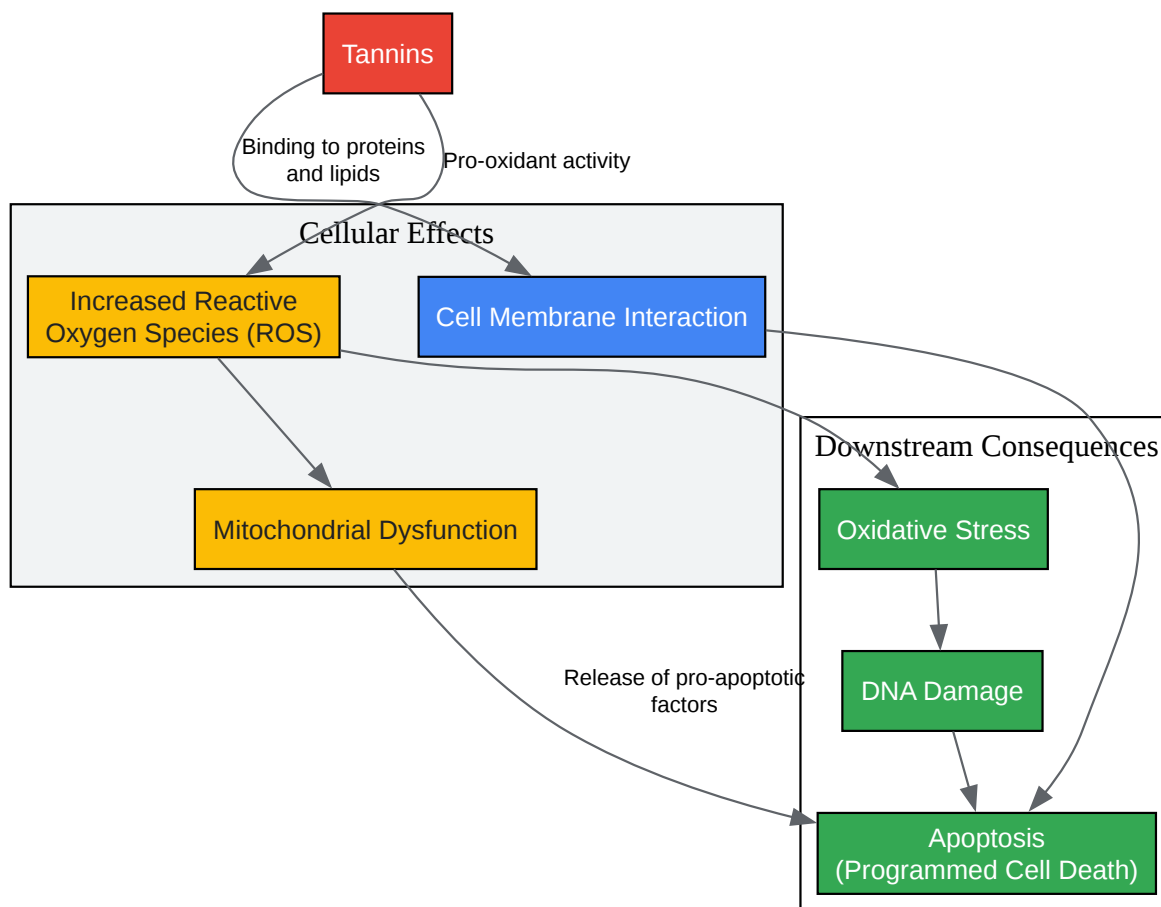 Tannins
Binding to proteins
and lipids
Pro-oxidant activity
Cellular Effects
Increased Reactive
Oxygen Species (ROS)
Cell Membrane Interaction
Downstream Consequences
Mitochondrial Dysfunction
Oxidative Stress
Release of pro-apoptotic
factors
DNA Damage
Apoptosis
(Programmed Cell Death)